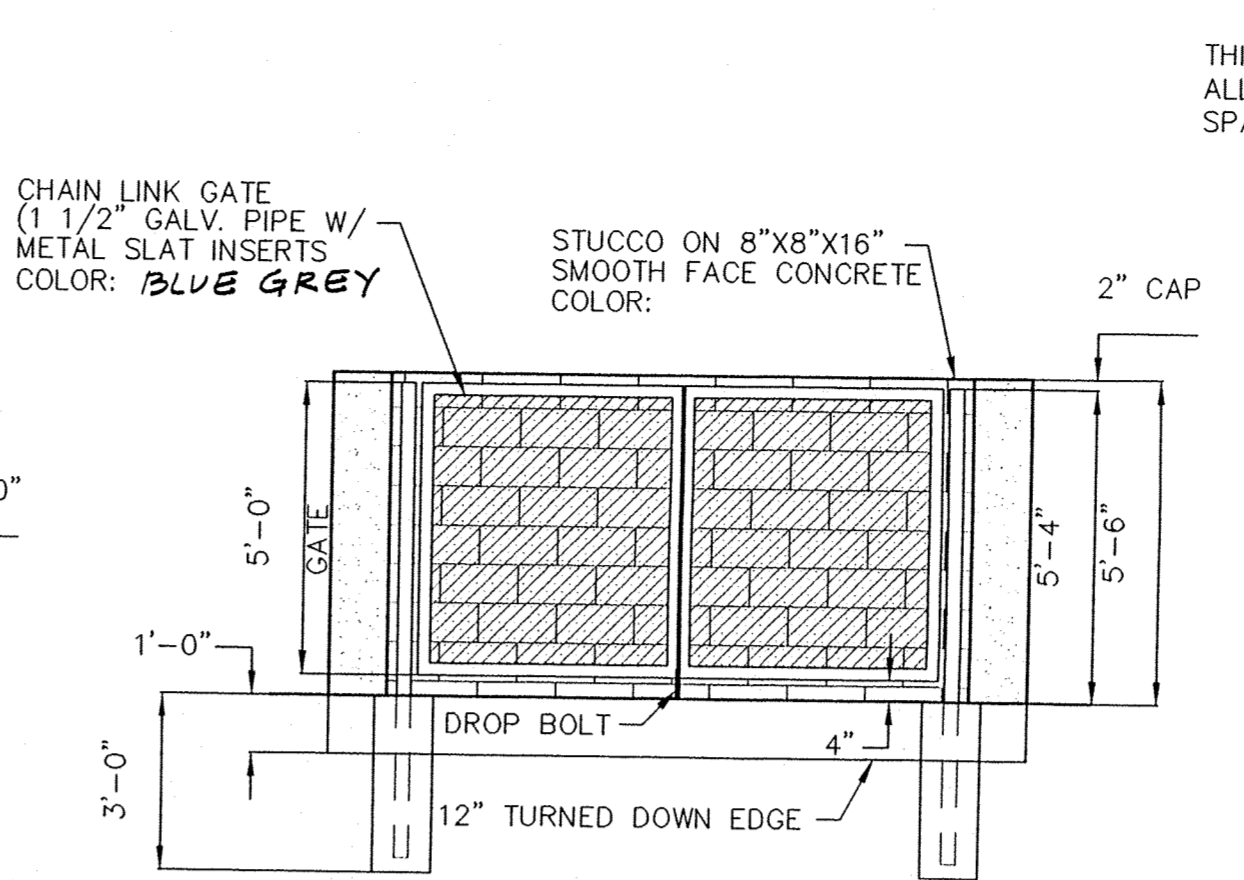 THI
ALL
SPA
CHAIN LINK GATE
(1 1/2" GALV. PIPE W/
METAL SLAT INSERTS
COLOR: BLUE GREY
STUCCO ON 8"X8"X16"
SMOOTH FACE CONCRETE
COLOR:
2" CAP
0"
5'-0"
GATE
5'-4"
5'-6"
1'-0"
DROP BOLT
4"
3'-0"
12" TURNED DOWN EDGE